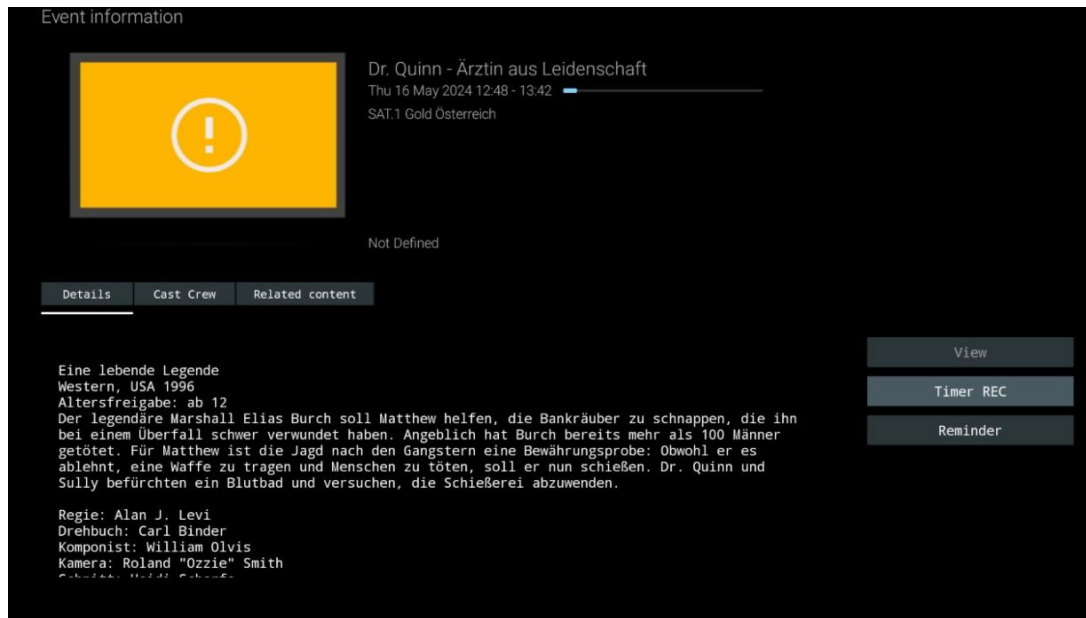 Event information
Dr. Quinn - Ärztin aus Leidenschaft
Thu 16 May 2024 12:48 - 13:42
SAT.1 Gold Österreich
Not Defined
Details
Cast Crew
Related content
Eine lebende Legende
Western, USA 1996
Altersfreigabe: ab 12
Der legendäre Marshall Elias Burch soll Matthew helfen, die Bankräuber zu schnappen, die ihn
bei einem Überfall schwer verwundet haben. Angeblich hat Burch bereits mehr als 100 Männer
getötet. Für Matthew ist die Jagd nach den Gangstern eine Bewährungsprobe: Obwohl er es
ablehnt, eine Waffe zu tragen und Menschen zu töten, soll er nun schießen. Dr. Quinn und
Sully befürchten ein Blutbad und versuchen, die Schießerei abzuwenden.
Regie: Alan J. Levi
Drehbuch: Carl Binder
Komponist: William Olvis
Kamera: Roland "Ozzie" Smith
View
Timer REC
Reminder